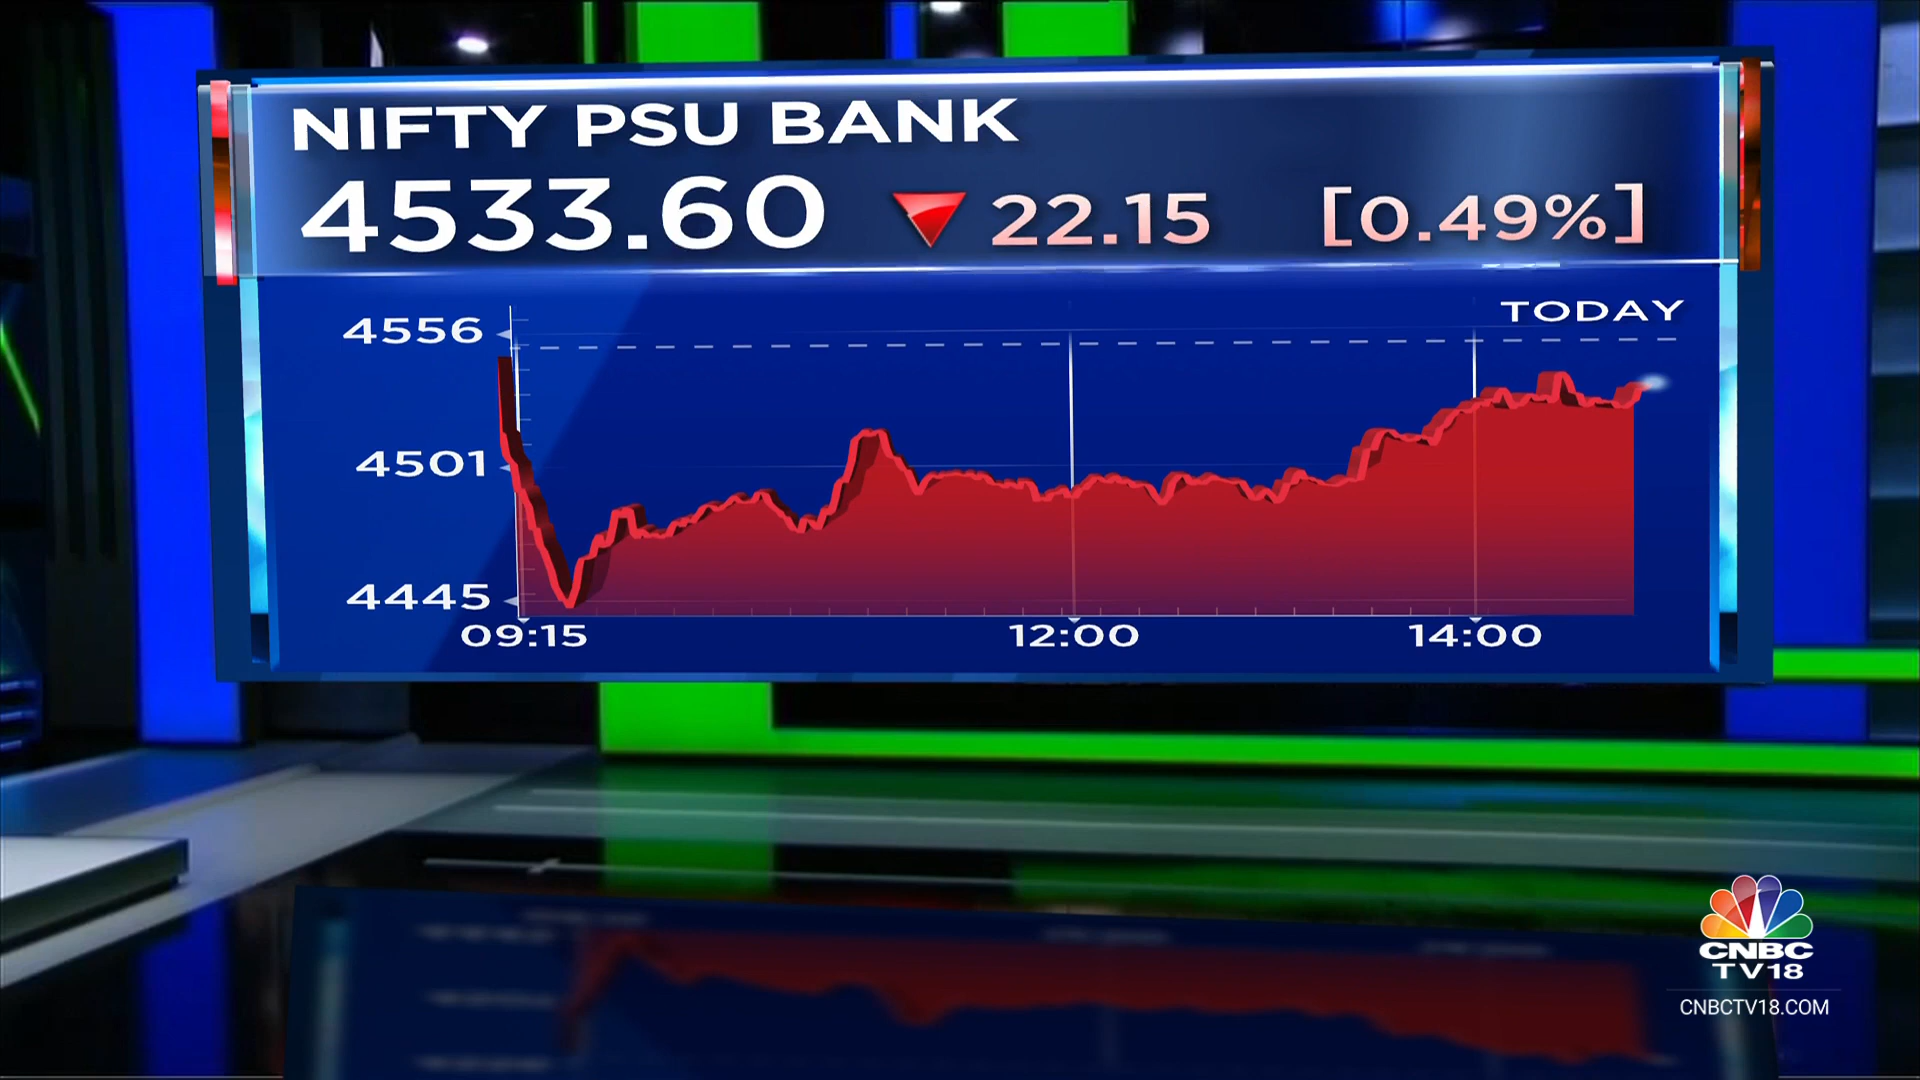 NIFTY PSU BANK
4533.60 22.15 [0.49%]
TODAY
4556
4501
4445
09:15 12:00 14:00
CNBC
TV18
CNBCTV18.COM